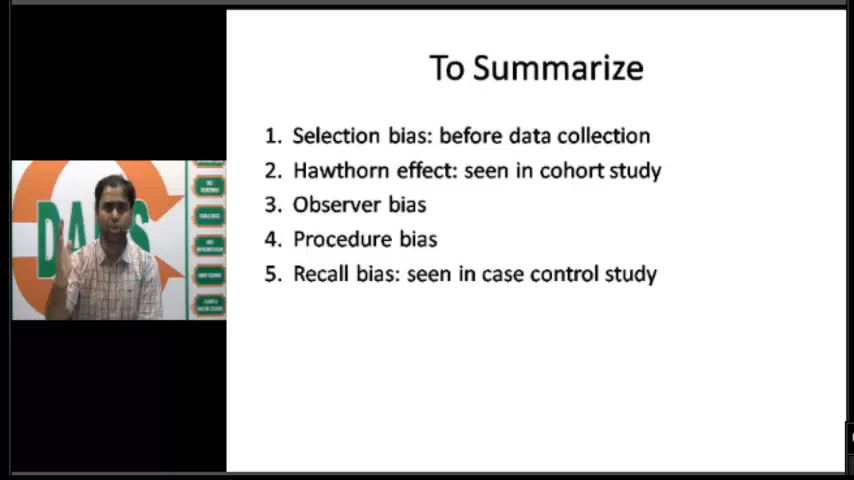 To Summarize
1. Selection bias: before data collection
2. Hawthorn effect: seen in cohort study
3. Observer bias
4. Procedure bias
5. Recall bias: seen in case control study